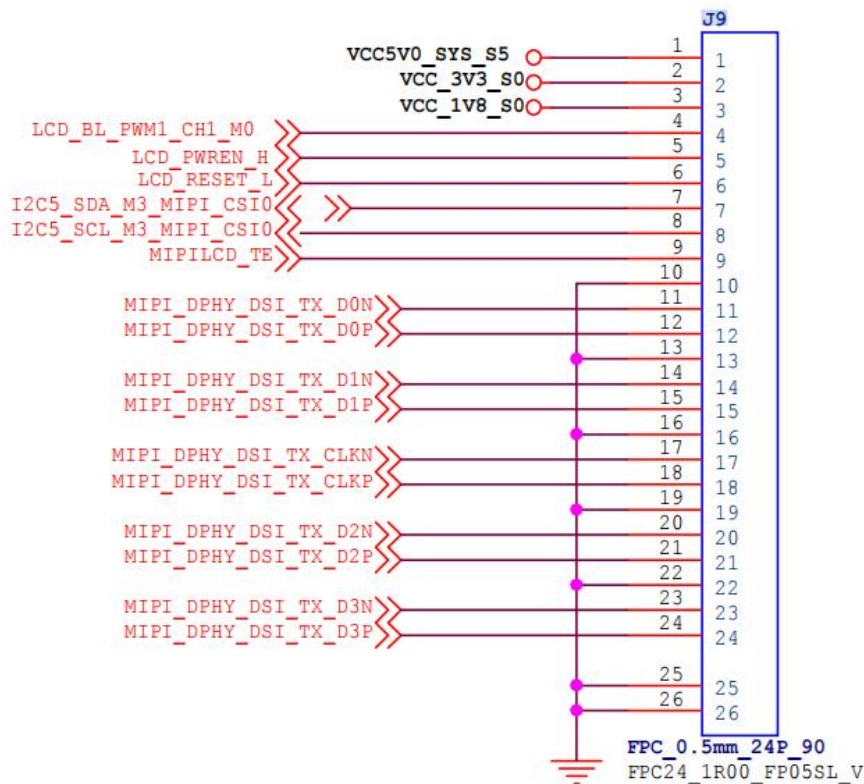 J9
VCC5V0_SYS_S5 1 1
VCC_3V3_S0 2 2
VCC_1V8_S0 3 3
LCD_BL_PWM1_CH1_M0 4 4
LCD_PWREN_H 5 5
LCD_RESET_L 6 6
I2C5_SDA_M3_MIPI_CSI0 7 7
I2C5_SCL_M3_MIPI_CSI0 8 8
MIPILCD_TE 9 9
10 10
MIPI_DPHY_DSI_TX_D0N 11 11
MIPI_DPHY_DSI_TX_D0P 12 12
13 13
MIPI_DPHY_DSI_TX_D1N 14 14
MIPI_DPHY_DSI_TX_D1P 15 15
16 16
MIPI_DPHY_DSI_TX_CLKN 17 17
MIPI_DPHY_DSI_TX_CLKP 18 18
19 19
MIPI_DPHY_DSI_TX_D2N 20 20
MIPI_DPHY_DSI_TX_D2P 21 21
22 22
MIPI_DPHY_DSI_TX_D3N 23 23
MIPI_DPHY_DSI_TX_D3P 24 24
25 25
26 26
FPC_0.5mm_24P_90
FPC24_1R00_FP05SL_V